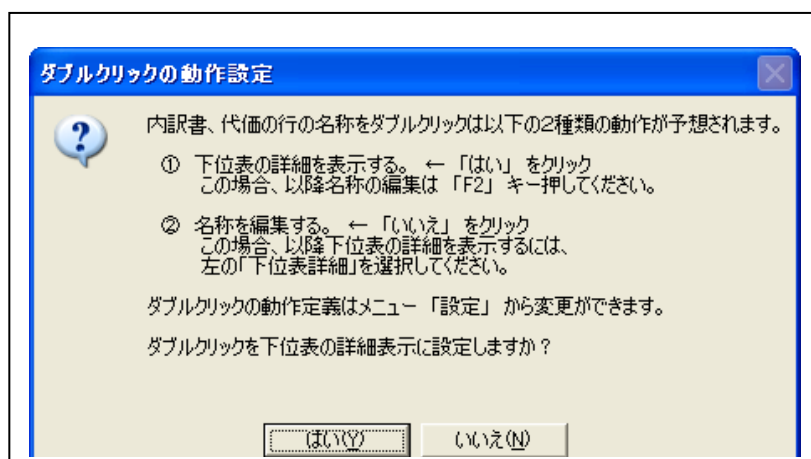 ダブルクリックの動作設定
内訳書、代価の行の名称をダブルクリックは以下の2種類の動作が予想されます。
① 下位表の詳細を表示する。 ← 「はい」 をクリック
この場合、以降名称の編集は 「F2」 キー押してください。
② 名称を編集する。 ← 「いいえ」 をクリック
この場合、以降下位表の詳細を表示するには、
左の「下位表詳細」を選択してください。
ダブルクリックの動作定義はメニュー 「設定」 から変更ができます。
ダブルクリックを下位表の詳細表示に設定しますか？
はい(Y) いいえ(N)